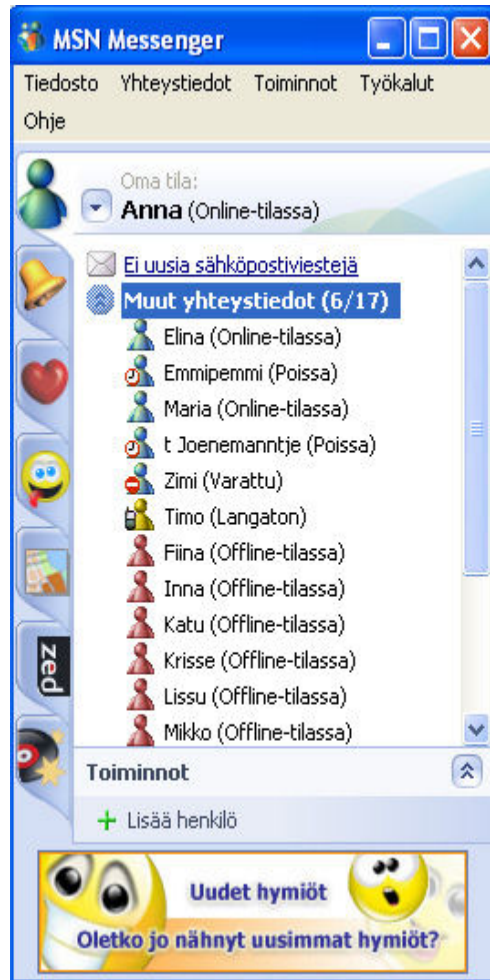 MSN Messenger
Tiedosto Yhteystiedot Toiminnot Työkalut
Ohje
Oma tila:
Anna (Online-tilassa)
Ei uusia sähköpostiviestejä
Muut yhteystiedot (6/17)
Elina (Online-tilassa)
Emmipemmi (Poissa)
Maria (Online-tilassa)
t Joenemanntje (Poissa)
Zimi (Varattu)
Timo (Langaton)
Fiina (Offline-tilassa)
Inna (Offline-tilassa)
Katu (Offline-tilassa)
Krisse (Offline-tilassa)
Lissu (Offline-tilassa)
Mikko (Offline-tilassa)
zed
Toiminnot
Lisää henkilö
Uudet hymiöt
Oletko jo nähnyt uusimmat hymiöt?